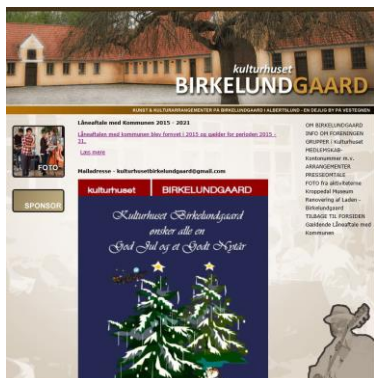 kulturhuset
BIRKELUNDGAARD
KUNST & KULTURARRANGEMENTER PÅ BIRKELUNDGAARD I ALBERTSLUND - EN DEJLIG BY PÅ VESTEGNEN
FOTO
SPONSOR
Låneaftale med Kommunen 2015 - 2021
Låneaftalen med kommunen blev fornyet i 2015 og gælder for perioden 2015 -
21.
Læs mere
Mailadresse - kulturhusetbirkelundgaard@gmail.com
kulturhuset BIRKELUNDGAARD
Kulturhuset Birkelundgaard
ønsker alle en
God Jul og et Godt Nytår
OM BIRKELUNDGAARD
INFO OM FORENINGEN
GRUPPER i Kulturhuset
MEDLEMSKAB-
Kontonummer m.v.
ARRANGEMENTER
PRESSEOMTALE
FOTO fra aktiviteterne
Kroppedal Museum
Renovering af Laden -
Birkelundgaard
TILBAGE TIL FORSIDEN
Gældende Låneaftale med
Kommunen